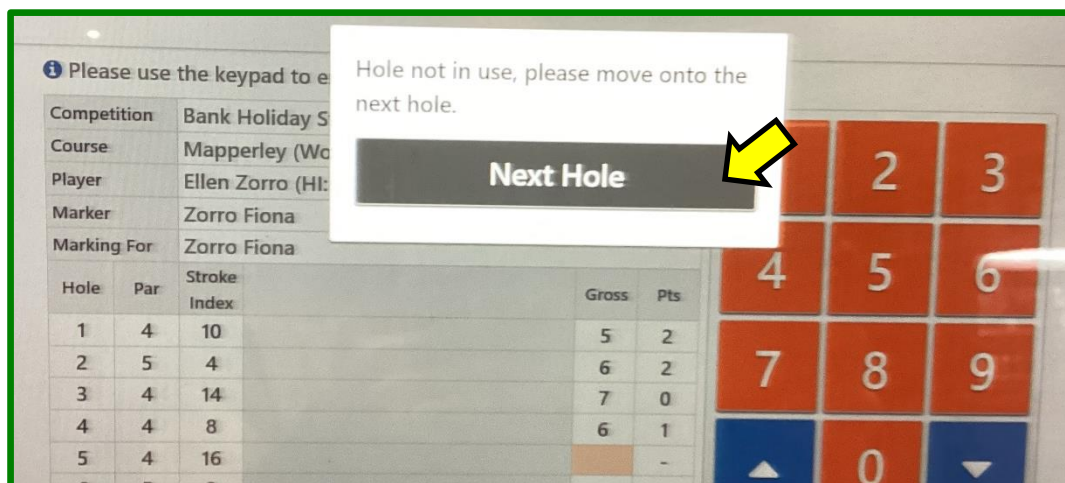 Please use the keypad to e
Hole not in use, please move onto the
next hole.
Next Hole
Competition Bank Holiday S
Course Mapperley (Wo
Player Ellen Zorro (HI:
Marker Zorro Fiona
Marking For Zorro Fiona
Hole Par Stroke Index Gross Pts
1 4 10 5 2
2 5 4 6 2
3 4 14 7 0
4 4 8 6 1
5 4 16 -
2 3
4 5 6
7 8 9
0